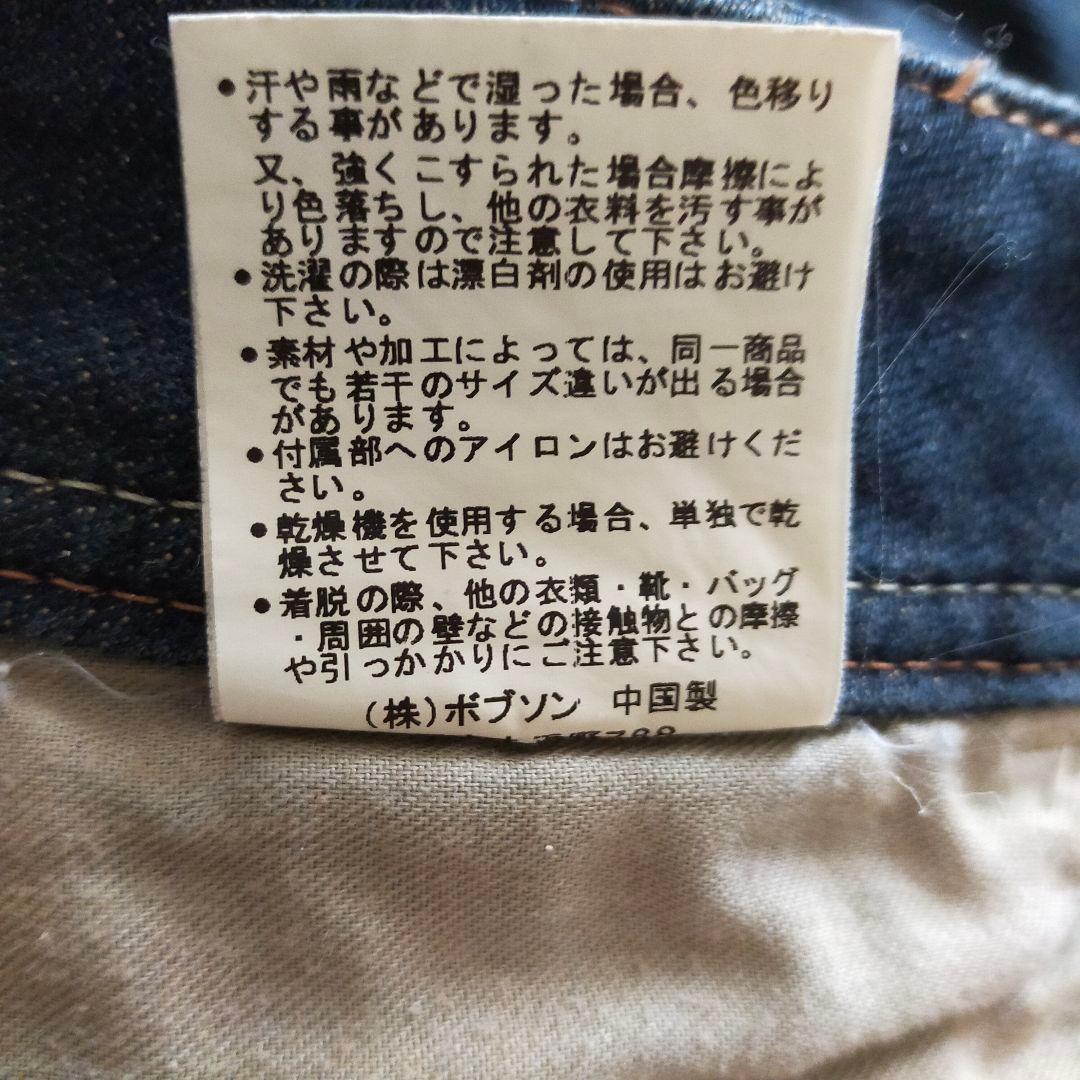 ●汗や雨などで湿った場合、色移り
する事があります。
又、強くこすられた場合摩擦によ
り色落ちし、他の衣料を汚す事が
ありますので注意して下さい。
●洗濯の際は漂白剤の使用はお避け
下さい。
●素材や加工によっては、同一商品
でも若干のサイズ違いが出る場合
があります。
●付属部へのアイロンはお避けくだ
さい。
●乾燥機を使用する場合、単独で乾
燥させて下さい。
●着脱の際、他の衣類・靴・バッグ
・周囲の壁などの接触物との摩擦
や引っかかりにご注意下さい。
(株)ボブソン 中国製